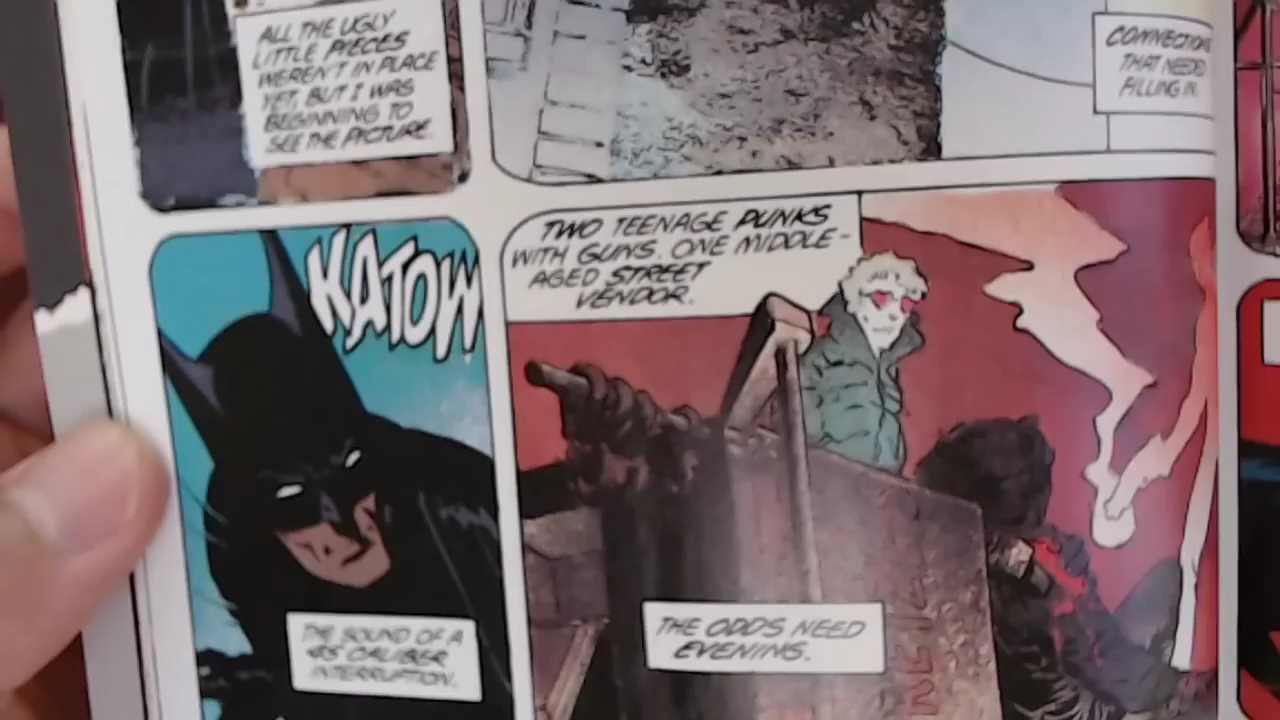 ALL THE UGLY
LITTLE PIECES
WEREN'T IN PLACE
YET, BUT I WAS
BEGINNING TO
SEE THE PICTURE.
CONNECTIONS
THAT NEEDED
FILLING IN.
KATOW
THE SOUND OF A
.45 CALIBER
INTERRUPTION.
TWO TEENAGE PUNKS
WITH GUNS. ONE MIDDLE-
AGED STREET
VENDOR.
THE ODDS NEED
EVENING.